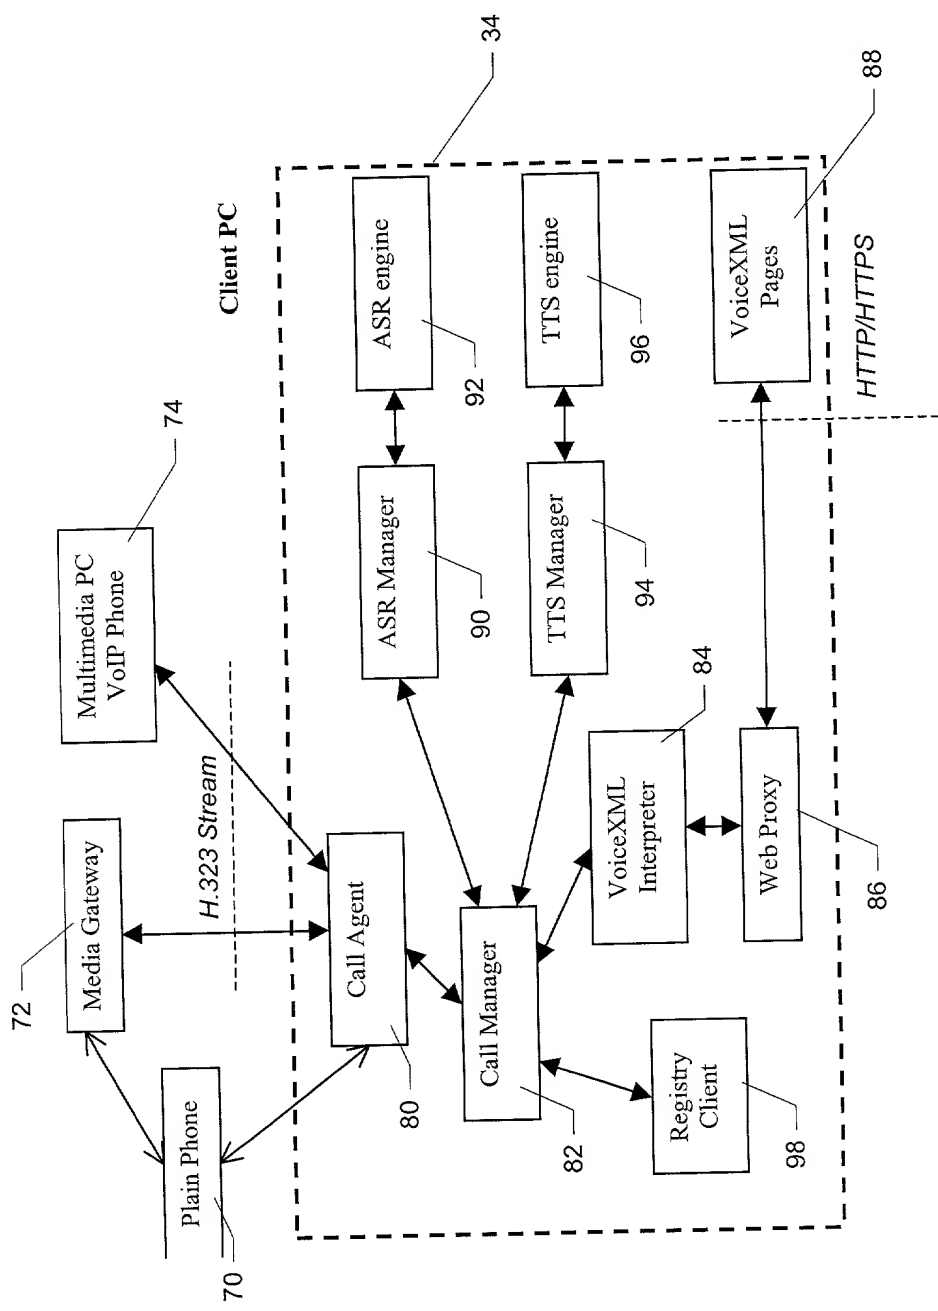 Plain Phone
70
Media Gateway
72
Multimedia PC
VoIP Phone
74
H.323 Stream
Client PC
34
Call Agent
80
Call Manager
82
ASR Manager
90
ASR engine
92
TTS Manager
94
TTS engine
96
VoiceXML
Interpreter
84
Registry
Client
98
Web Proxy
86
VoiceXML
Pages
88
HTTP/HTTPS